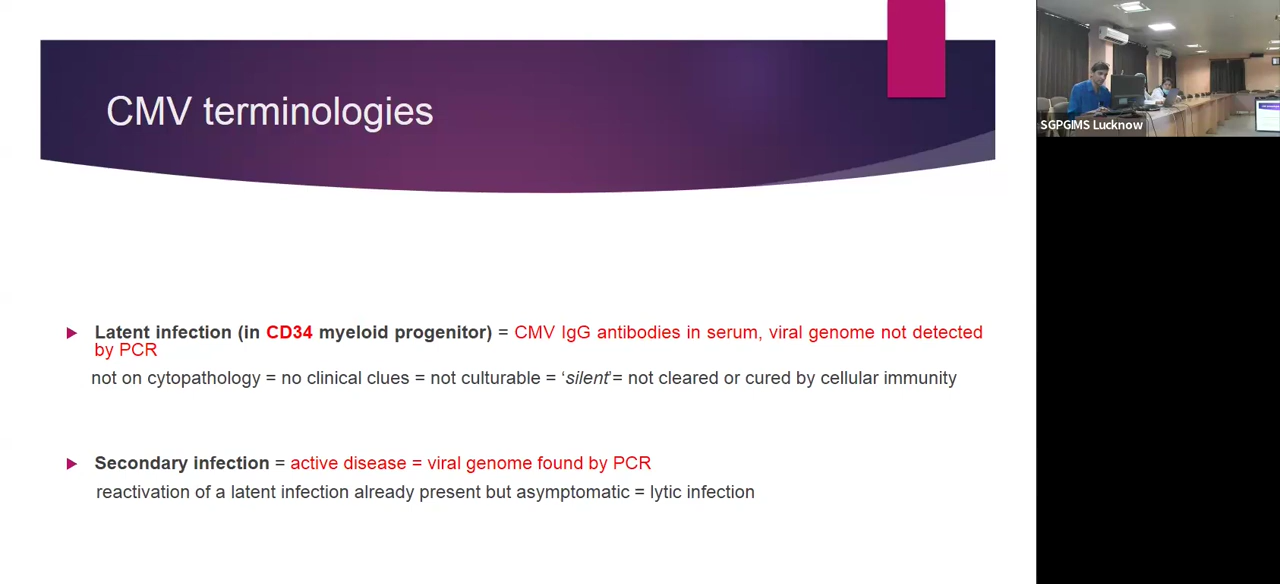 CMV terminologies
SGPGIMS Lucknow
Latent infection (in CD34 myeloid progenitor) = CMV IgG antibodies in serum, viral genome not detected
by PCR
not on cytopathology = no clinical clues = not culturable = ‘silent’= not cleared or cured by cellular immunity
Secondary infection = active disease = viral genome found by PCR
reactivation of a latent infection already present but asymptomatic = lytic infection